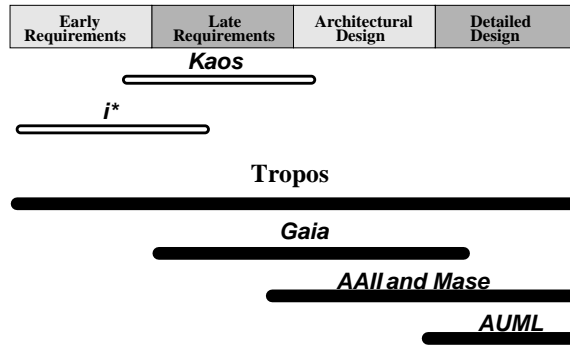 Early Requirements
Late Requirements
Architectural Design
Detailed Design
Kaos
i*
Tropos
Gaia
AAII and Mase
AUML